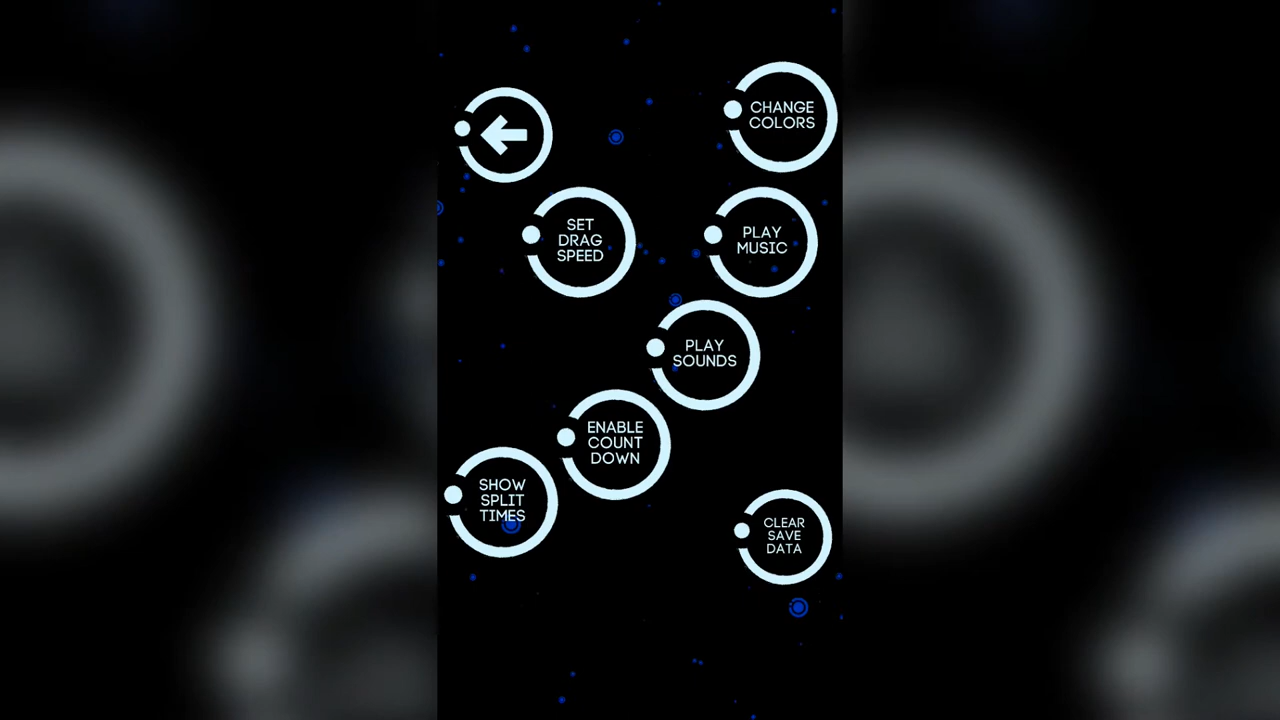 CHANGE
COLORS
SET
DRAG
SPEED
PLAY
MUSIC
PLAY
SOUNDS
ENABLE
COUNT
DOWN
SHOW
SPLIT
TIMES
CLEAR
SAVE
DATA